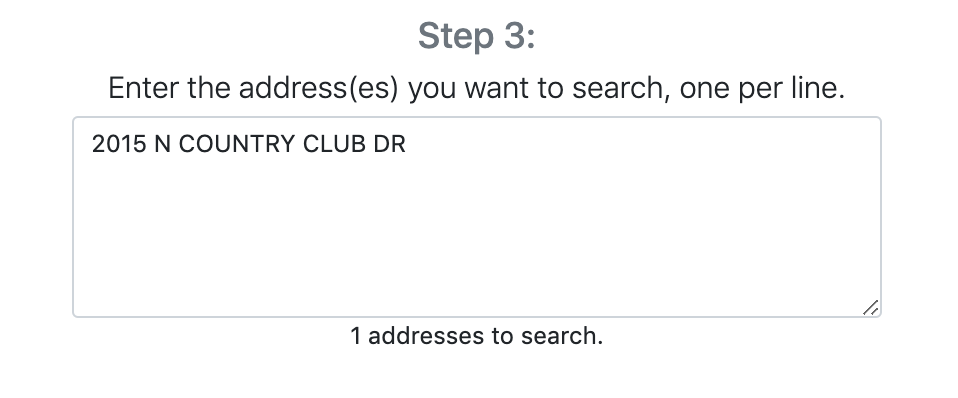 Step 3:
Enter the address(es) you want to search, one per line.
2015 N COUNTRY CLUB DR
1 addresses to search.